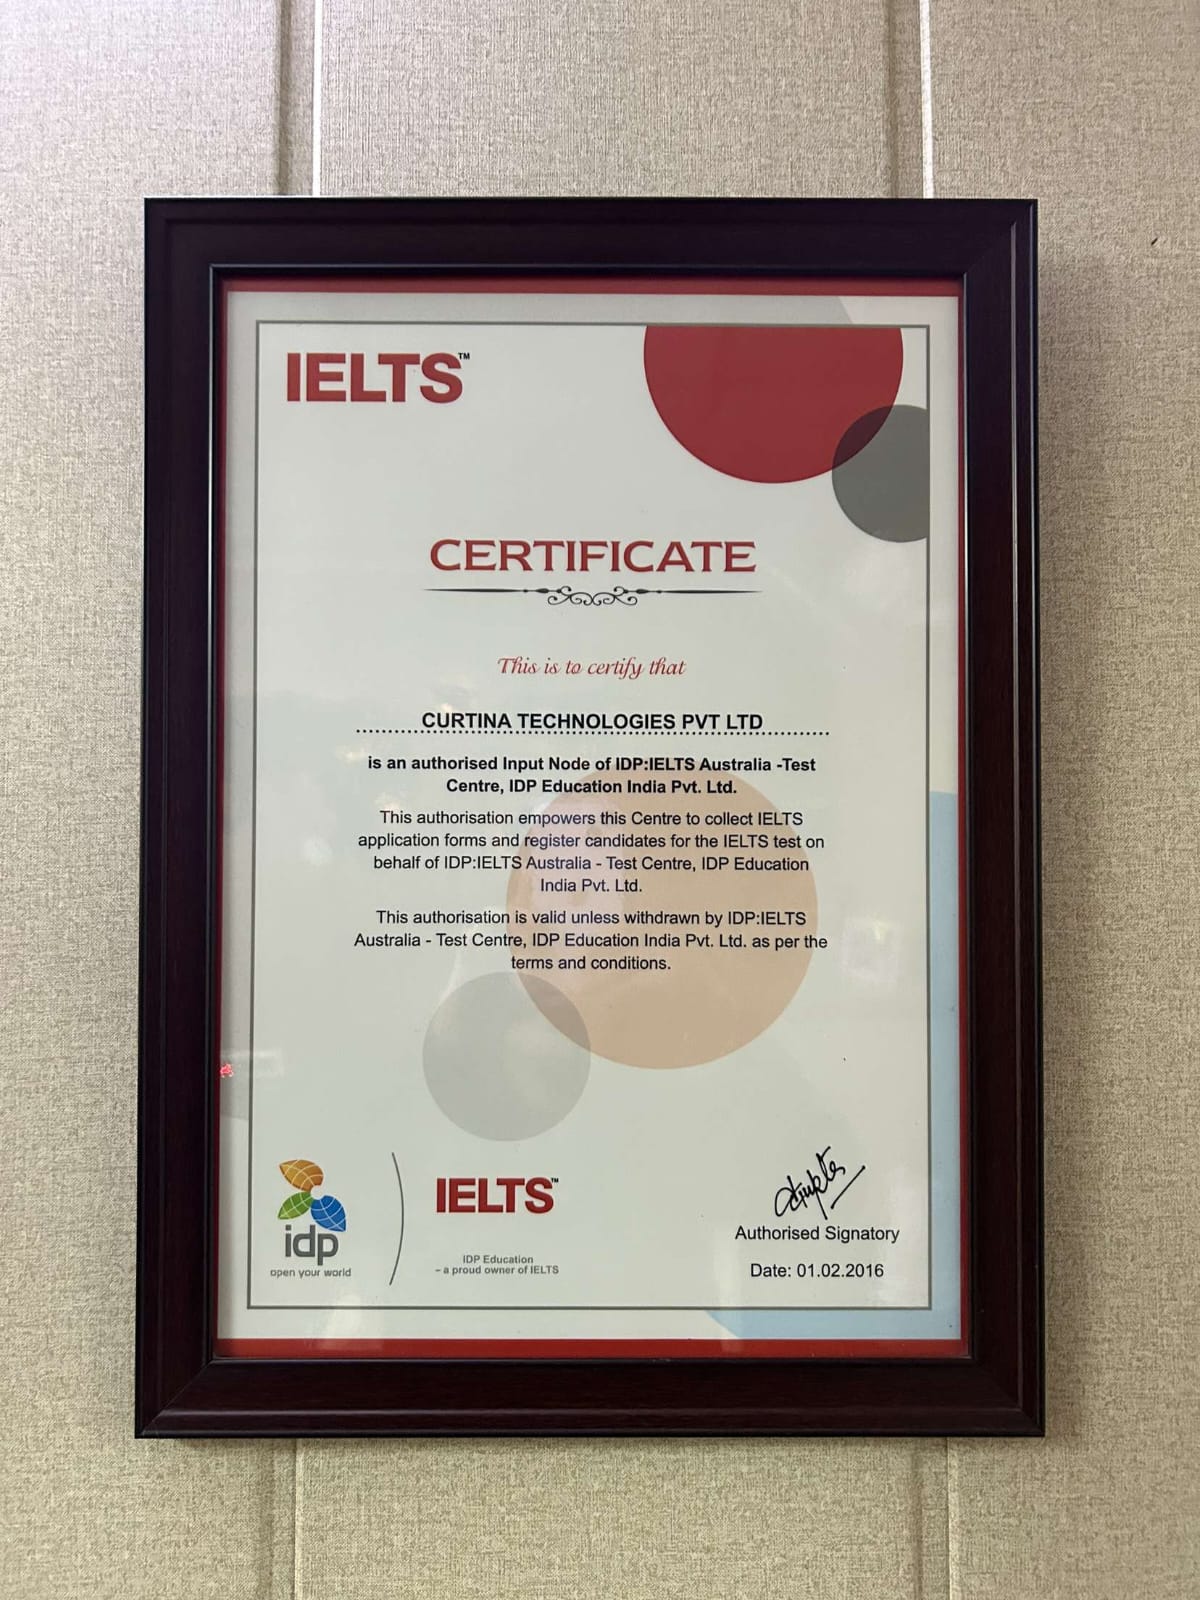 IELTS™
CERTIFICATE
This is to certify that
CURTINA TECHNOLOGIES PVT LTD
is an authorised Input Node of IDP:IELTS Australia -Test
Centre, IDP Education India Pvt. Ltd.
This authorisation empowers this Centre to collect IELTS
application forms and register candidates for the IELTS test on
behalf of IDP:IELTS Australia - Test Centre, IDP Education
India Pvt. Ltd.
This authorisation is valid unless withdrawn by IDP:IELTS
Australia - Test Centre, IDP Education India Pvt. Ltd. as per the
terms and conditions.
idp
open your world
IELTS™
IDP Education
– a proud owner of IELTS
Authorised Signatory
Date: 01.02.2016